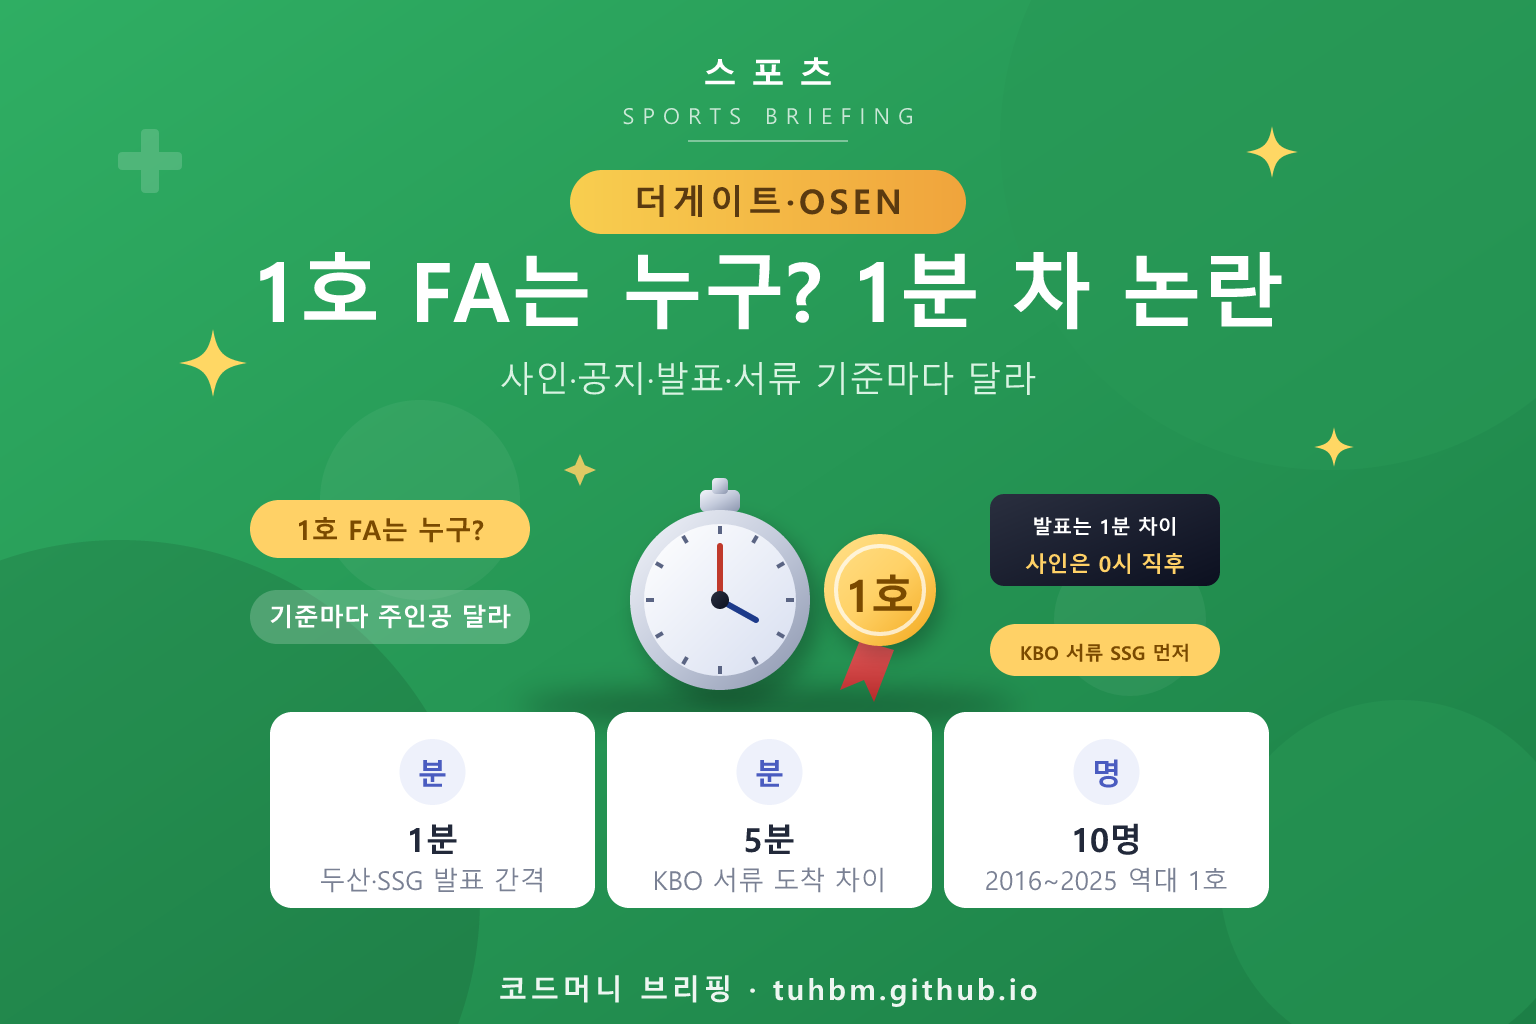 스포츠
SPORTS BRIEFING
더게이트·OSEN
1호 FA는 누구? 1분 차 논란
사인·공지·발표·서류 기준마다 달라
1호 FA는 누구?
기준마다 주인공 달라
1호
발표는 1분 차이
사인은 0시 직후
KBO 서류 SSG 먼저
분
1분
두산·SSG 발표 간격
분
5분
KBO 서류 도착 차이
명
10명
2016~2025 역대 1호
코드머니 브리핑 · tuhbm.github.io